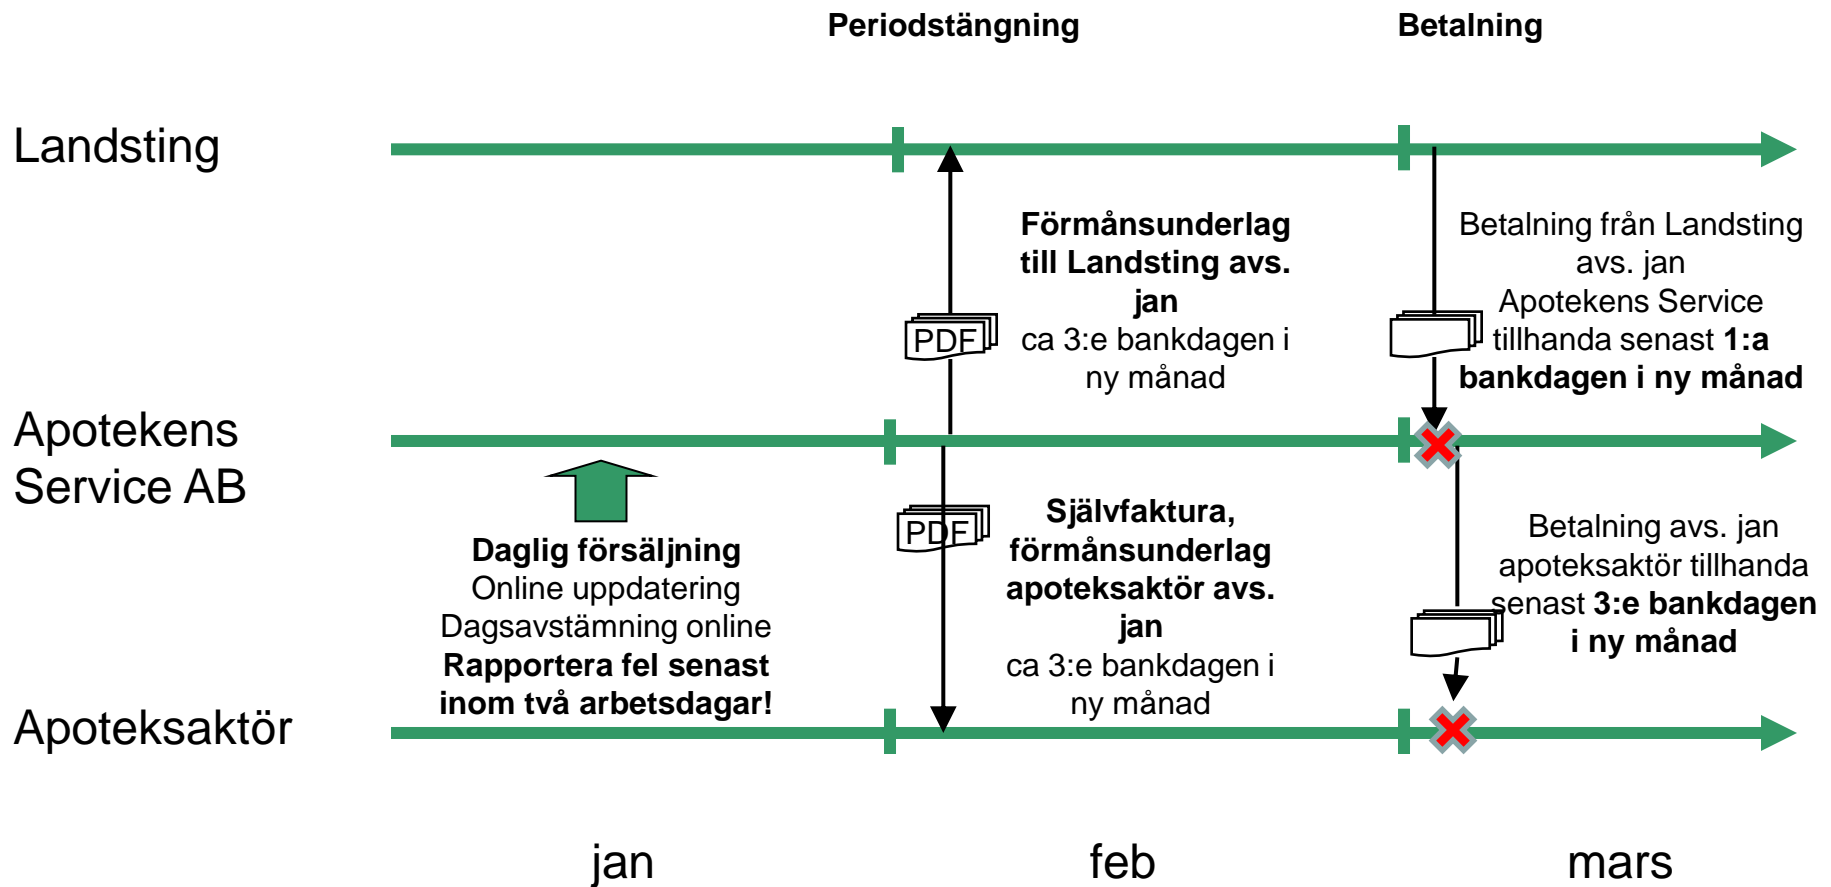 Periodstängning
Betalning
Landsting
Förmånsunderlag
till Landsting avs.
jan
ca 3:e bankdagen i
ny månad
PDF
Betalning från Landsting
avs. jan
Apotekens Service
tillhanda senast 1:a
bankdagen i ny månad
Apotekens
Service AB
Daglig försäljning
Online uppdatering
Dagsavstämning online
Rapportera fel senast
inom två arbetsdagar!
PDF
Självfaktura,
förmånsunderlag
apoteksaktör avs.
jan
ca 3:e bankdagen i
ny månad
Betalning avs. jan
apoteksaktör tillhanda
senast 3:e bankdagen
i ny månad
Apoteksaktör
jan
feb
mars